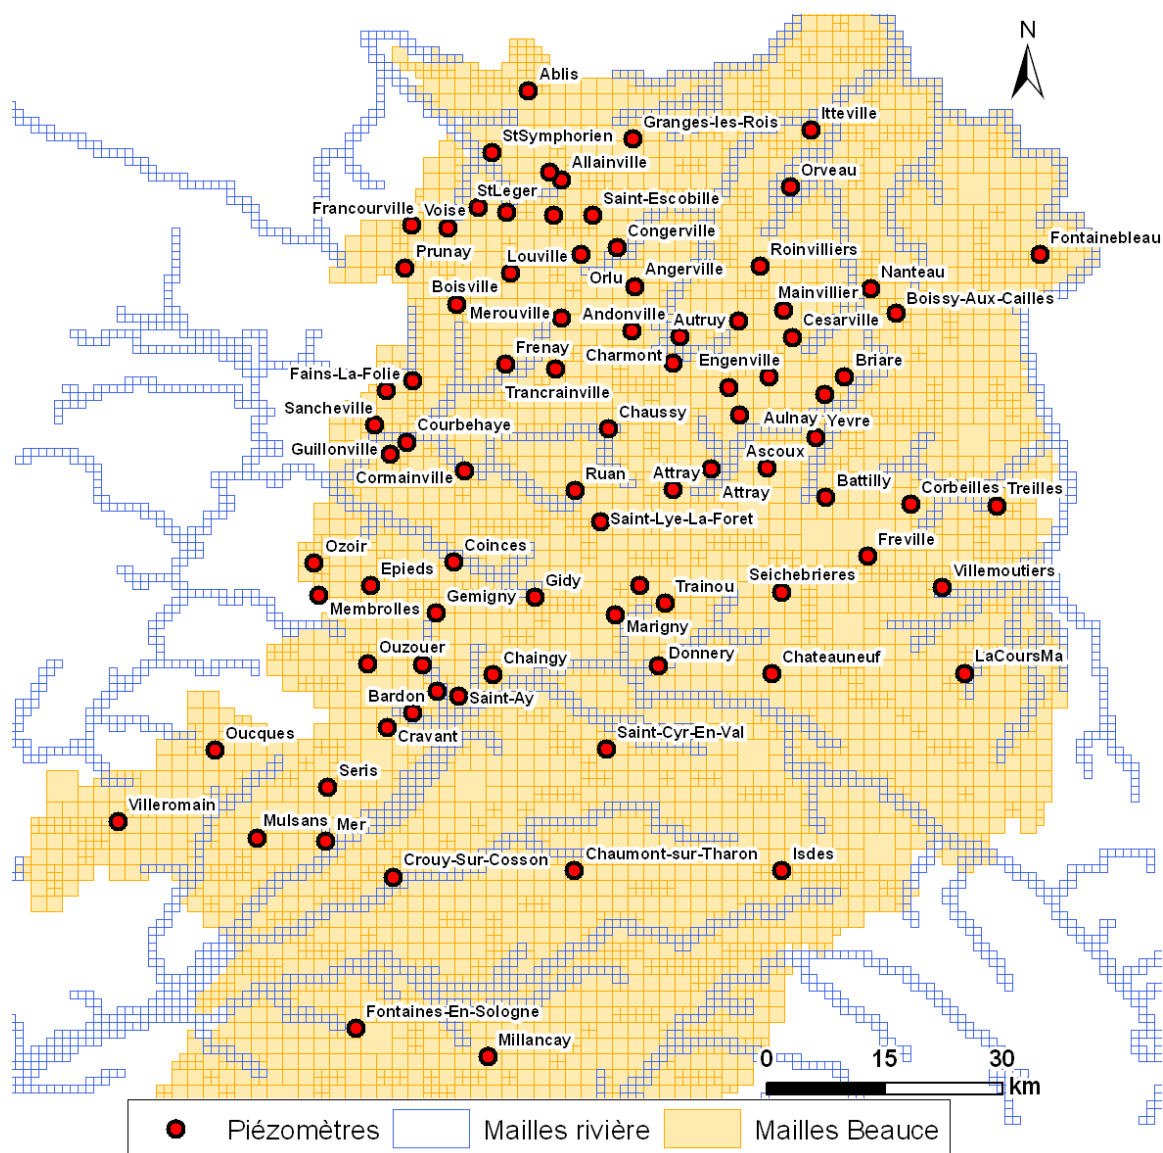 N
Ablis
Itteville
Granges-les-Rois
StSymphorien
Allainville
Orveau
StLeger
Francourville
Voise
Saint-Escobille
Congerville
Fontainebleau
Prunay
Louville
Roinvilliers
Orlu
Angerville
Nanteau
Boisville
Mainvillier
Boissy-Aux-Cailles
Merouville
Andonville
Autruy
Cesarville
Frenay
Charmont
Engenville
Briare
Fains-La-Folie
Trancrainville
Sancheville
Chaussy
Aulnay
Yevre
Courbehaye
Guillonville
Cormainville
Ruan
Attray
Ascoux
Attray
Battilly
Corbeilles
Treilles
Saint-Lye-La-Foret
Freville
Ozoir
Coinces
Epieds
Gidy
Trainou
Seichebrieres
Villemoutiers
Membrolles
Gemigny
Marigny
Ouzouer
Chaingy
Donnery
Chateauneuf
LaCoursMa
Bardon
Saint-Ay
Cravant
Oucques
Saint-Cyr-En-Val
Seris
Villeromain
Mulsans
Mer
Crouy-Sur-Cosson
Chaumont-sur-Tharon
Isdes
Fontaines-En-Sologne
Millancay
0 15 30
km
Piézomètres
Mailles rivière
Mailles Beauce